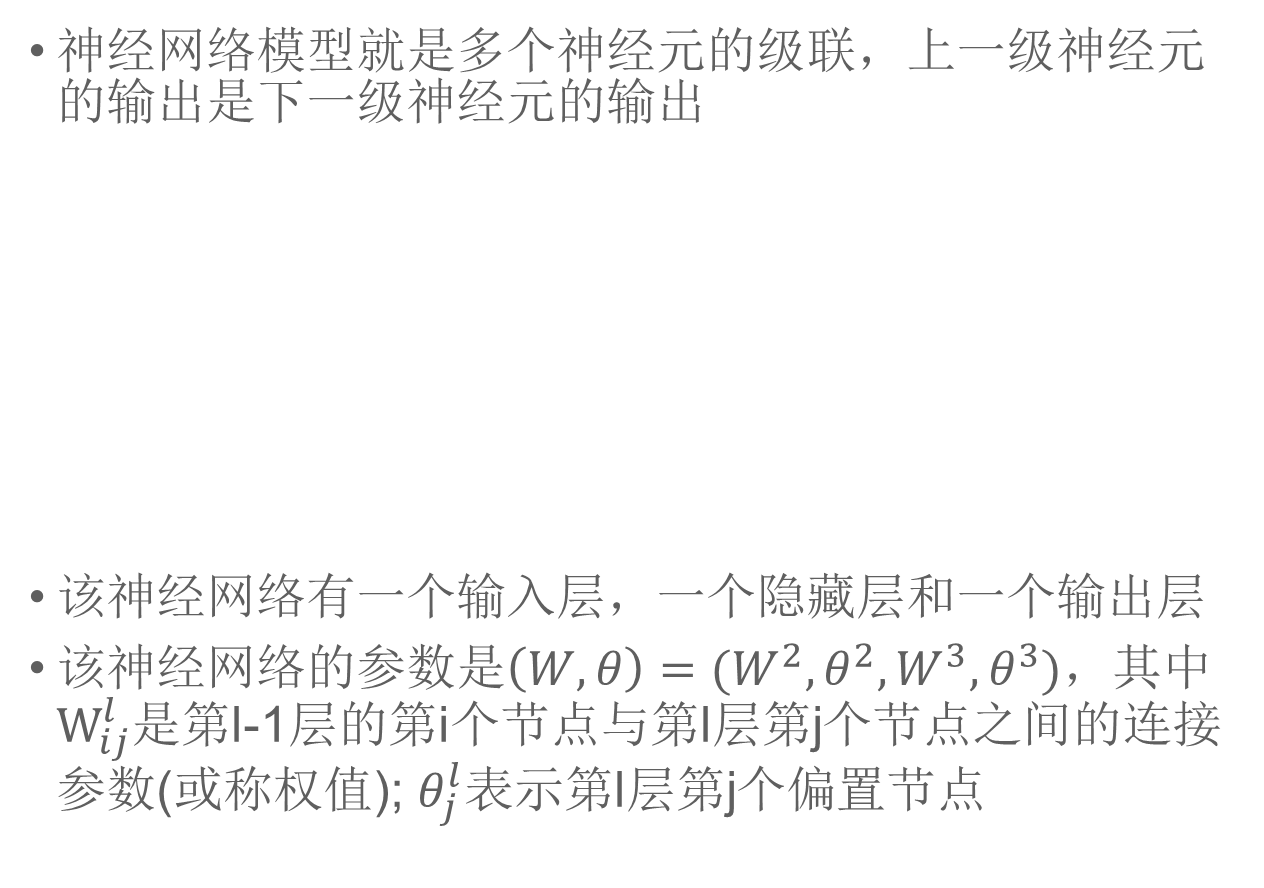 • 神经网络模型就是多个神经元的级联，上一级神经元
的输出是下一级神经元的输出
• 该神经网络有一个输入层，一个隐藏层和一个输出层
• 该神经网络的参数是(W,θ) = (W²,θ²,W³,θ³)，其中
W_{ij}^l是第l-1层的第i个节点与第l层第j个节点之间的连接
参数(或称权值); θ_j^l表示第l层第j个偏置节点